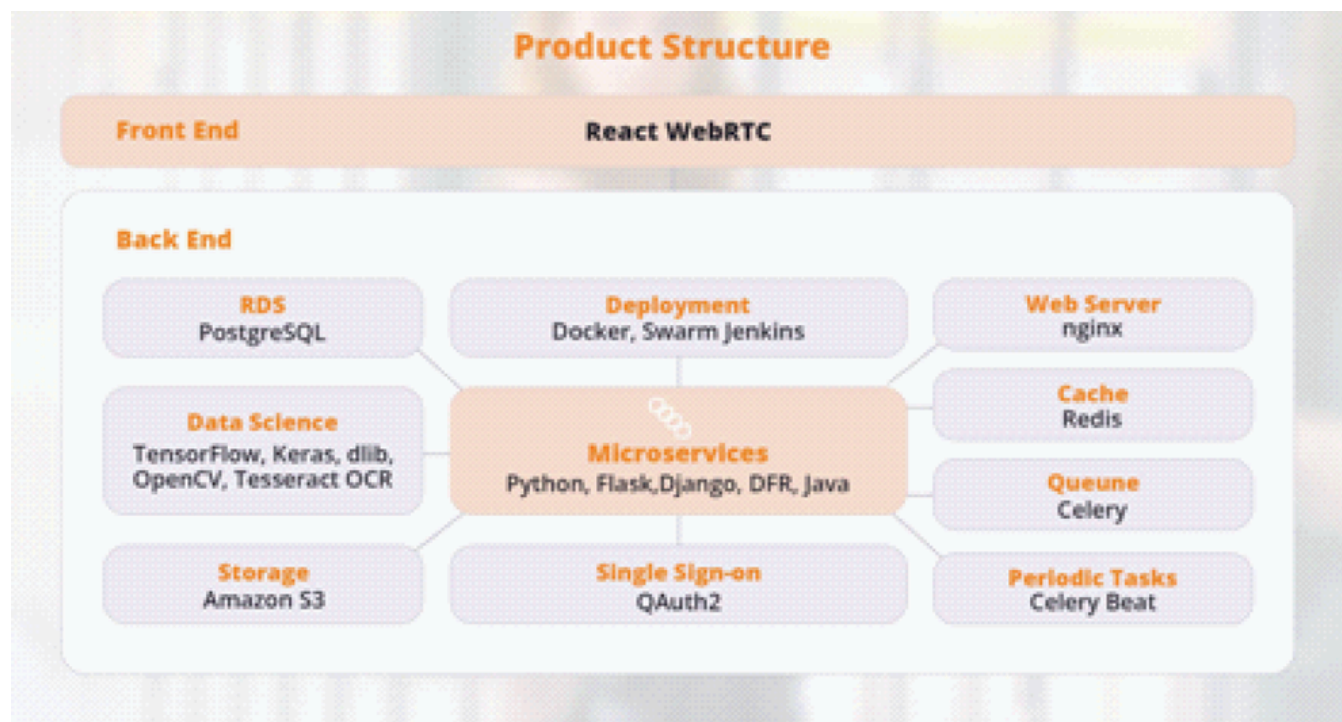 Product Structure
Front End
React WebRTC
Back End
RDS
PostgreSQL
Deployment
Docker, Swarm Jenkins
Web Server
nginx
Data Science
TensorFlow, Keras, dlib,
OpenCV, Tesseract OCR
Microservices
Python, Flask,Django, DFR, Java
Cache
Redis
Queune
Celery
Storage
Amazon S3
Single Sign-on
QAuth2
Periodic Tasks
Celery Beat